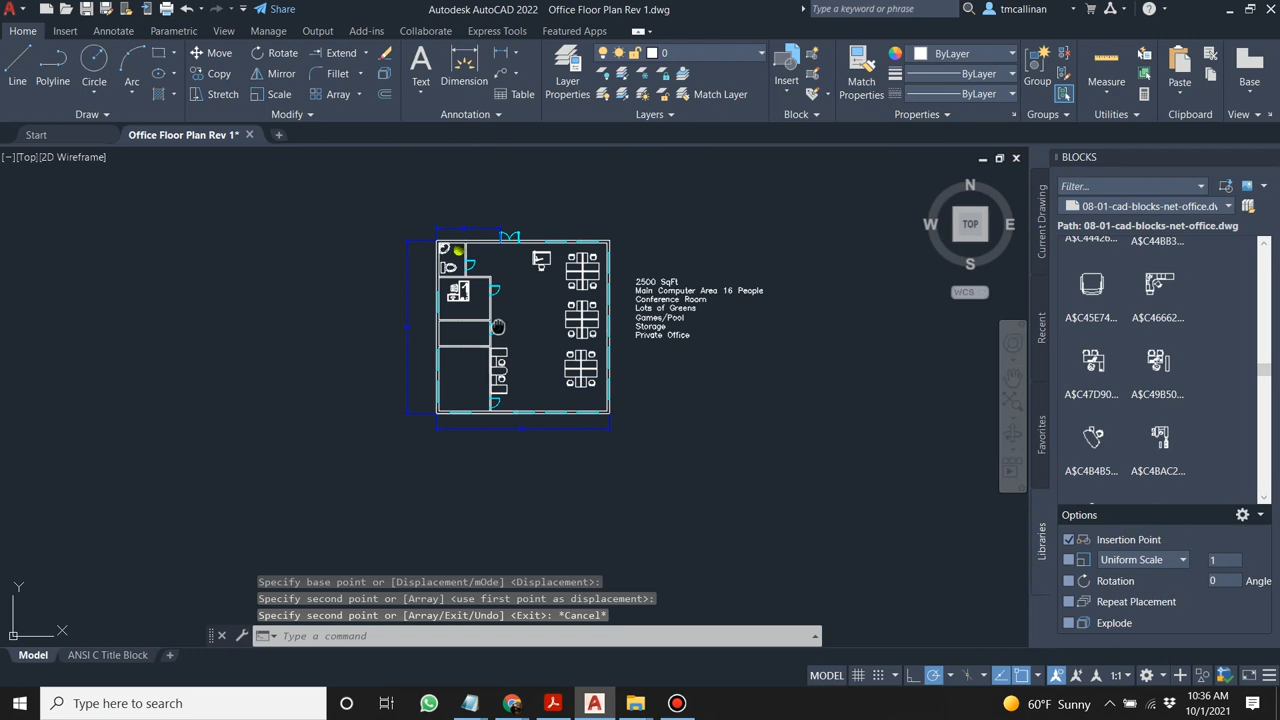 Share
Autodesk AutoCAD 2022
Office Floor Plan Rev 1.dwg
Type a keyword or phrase
tmcallinan
Home
Insert
Annotate
Parametric
View
Manage
Output
Add-ins
Collaborate
Express Tools
Featured Apps
Line
Polyline
Circle
Arc
Move
Rotate
Extend
Copy
Mirror
Fillet
Stretch
Scale
Array
Text
Dimension
Table
Layer
Properties
0
Match Layer
Insert
Match
Properties
ByLayer
ByLayer
ByLayer
Group
Measure
Paste
Base
Draw
Modify
Annotation
Layers
Block
Properties
Groups
Utilities
Clipboard
View
Start
Office Floor Plan Rev 1*
[−][Top][2D Wireframe]
N
W
TOP
E
S
WCS
2500 SqFt
Main Computer Area 16 People
Conference Room
Lots of Greens
Games/Pool
Storage
Private Office
BLOCKS
Filter...
08-01-cad-blocks-net-office.dv
Path: 08-01-cad-blocks-net-office.dwg
A$C44426...
A$C44BB3...
A$C45E74...
A$C46662...
A$C47D90...
A$C49B50...
A$C4B4B5...
A$C4BAC2...
Current Drawing
Recent
Favorites
Libraries
Options
Insertion Point
Uniform Scale
1
Rotation
0
Angle
Repeat Placement
Explode
Y
X
Specify base point or [Displacement/mOde] <Displacement>:
Specify second point or [Array] <use first point as displacement>:
Specify second point or [Array/Exit/Undo] <Exit>: *Cancel*
Type a command
Model
ANSI C Title Block
MODEL
1:1
Type here to search
60°F Sunny
10:36 AM
10/1/2021